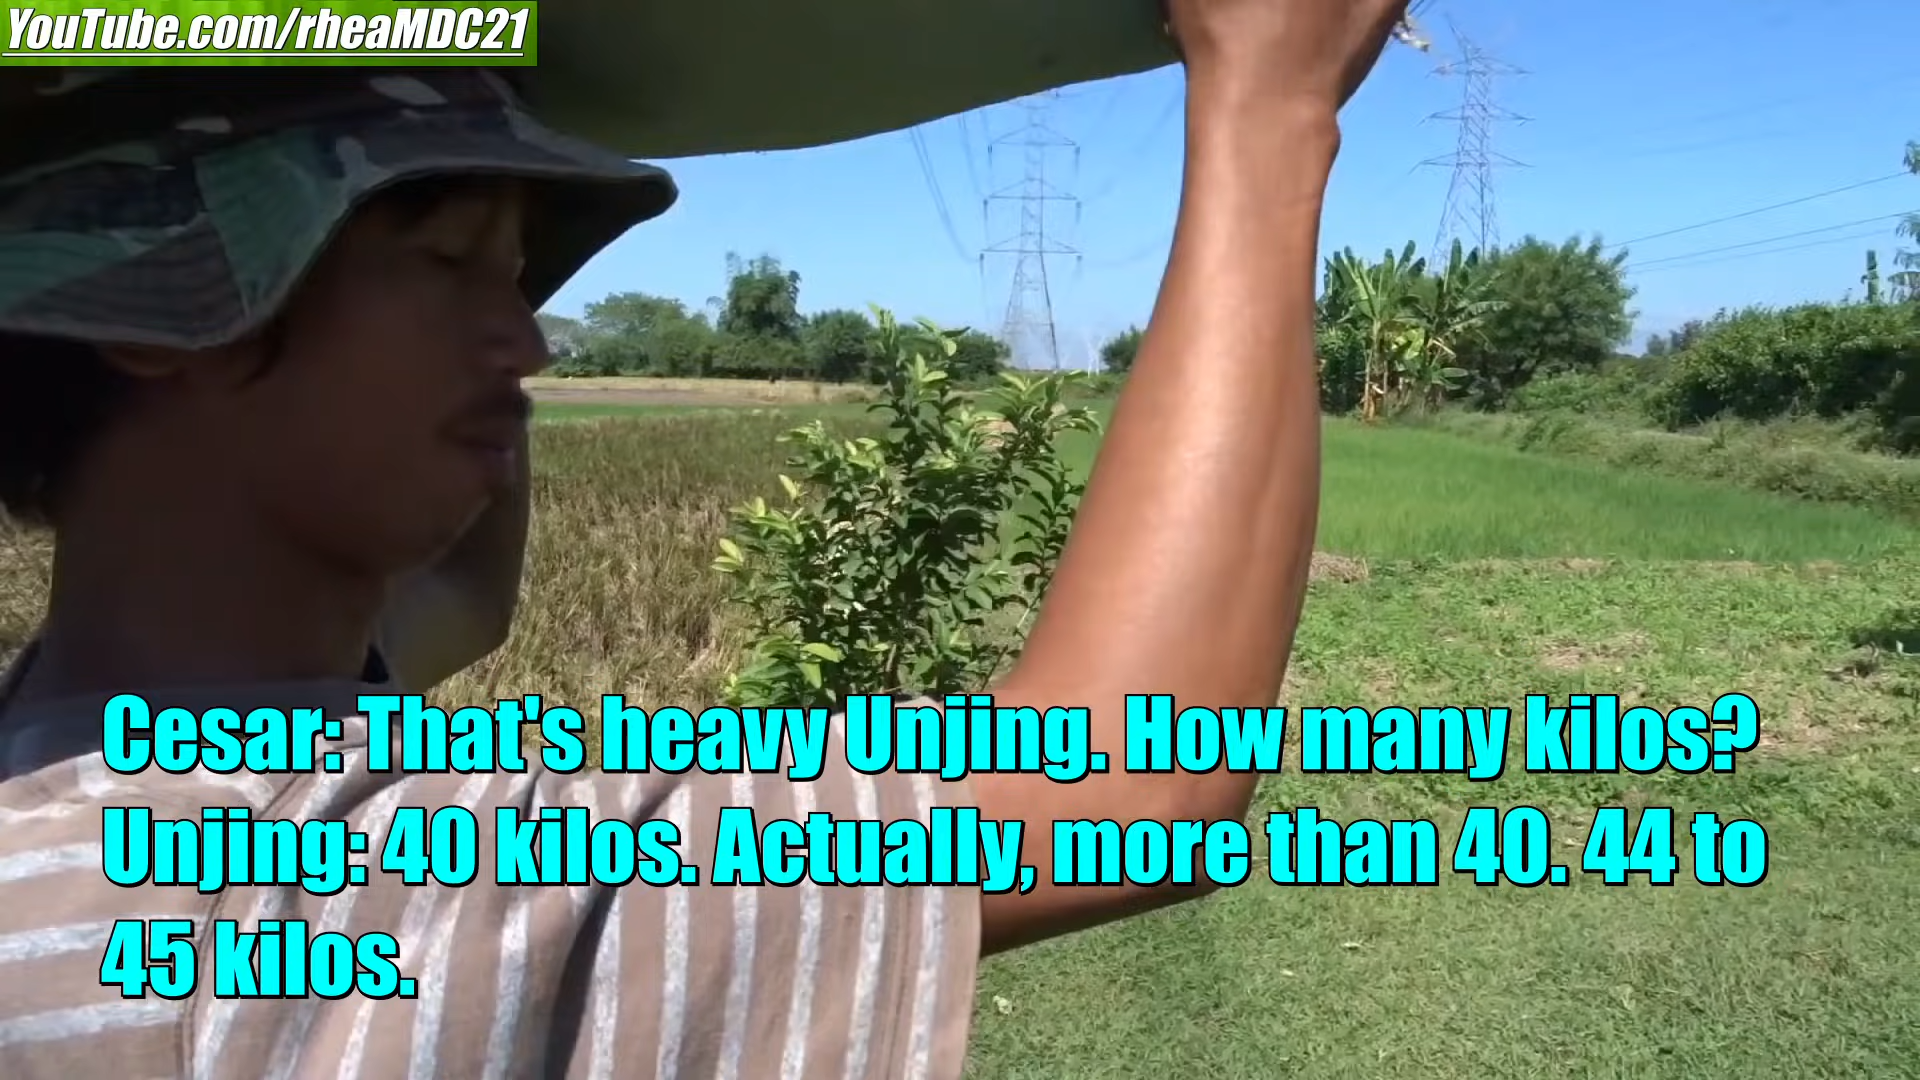 YouTube.com/rheaMDC21
Cesar: That's heavy Unjing. How many kilos?
Unjing: 40 kilos. Actually, more than 40. 44 to
45 kilos.